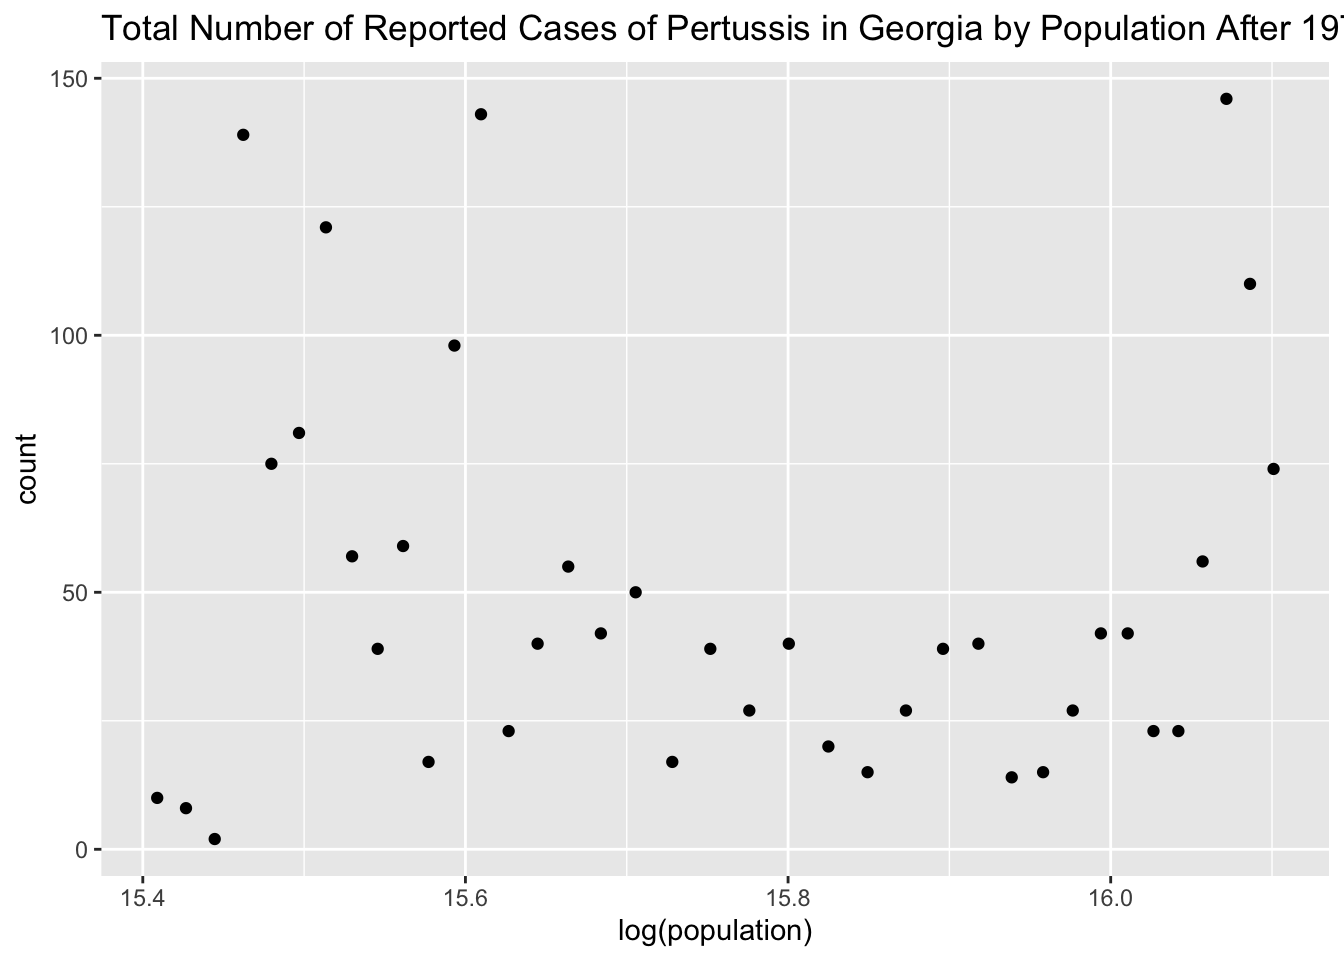 Total Number of Reported Cases of Pertussis in Georgia by Population After
150
100
50
0
count
15.4 15.6 15.8 16.0
log(population)